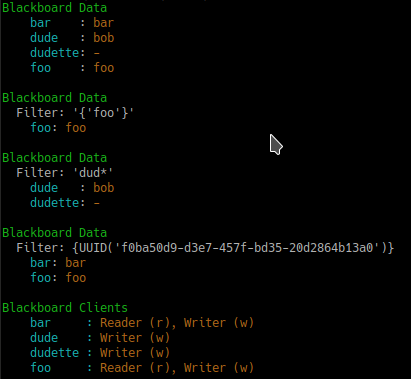 Blackboard Data
bar    : bar
dude   : bob
dudette: -
foo    : foo
Blackboard Data
Filter: '{'foo'}'
foo: foo
Blackboard Data
Filter: 'dud*'
dude   : bob
dudette: -
Blackboard Data
Filter: {UUID('f0ba50d9-d3e7-457f-bd35-20d2864b13a0')}
bar: bar
foo: foo
Blackboard Clients
bar     : Reader (r), Writer (w)
dude    : Writer (w)
dudette : Writer (w)
foo     : Reader (r), Writer (w)